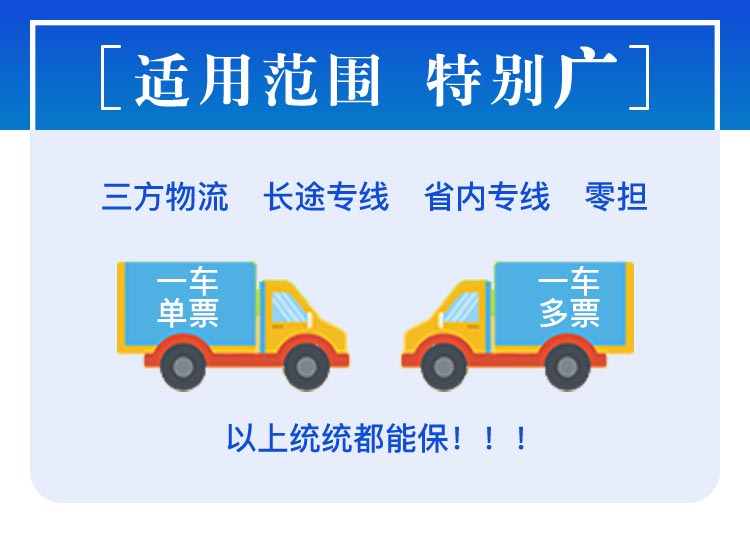 适用范围 特别广
三方物流 长途专线 省内专线 零担
一车
单票
一车
多票
以上统统都能保！！！